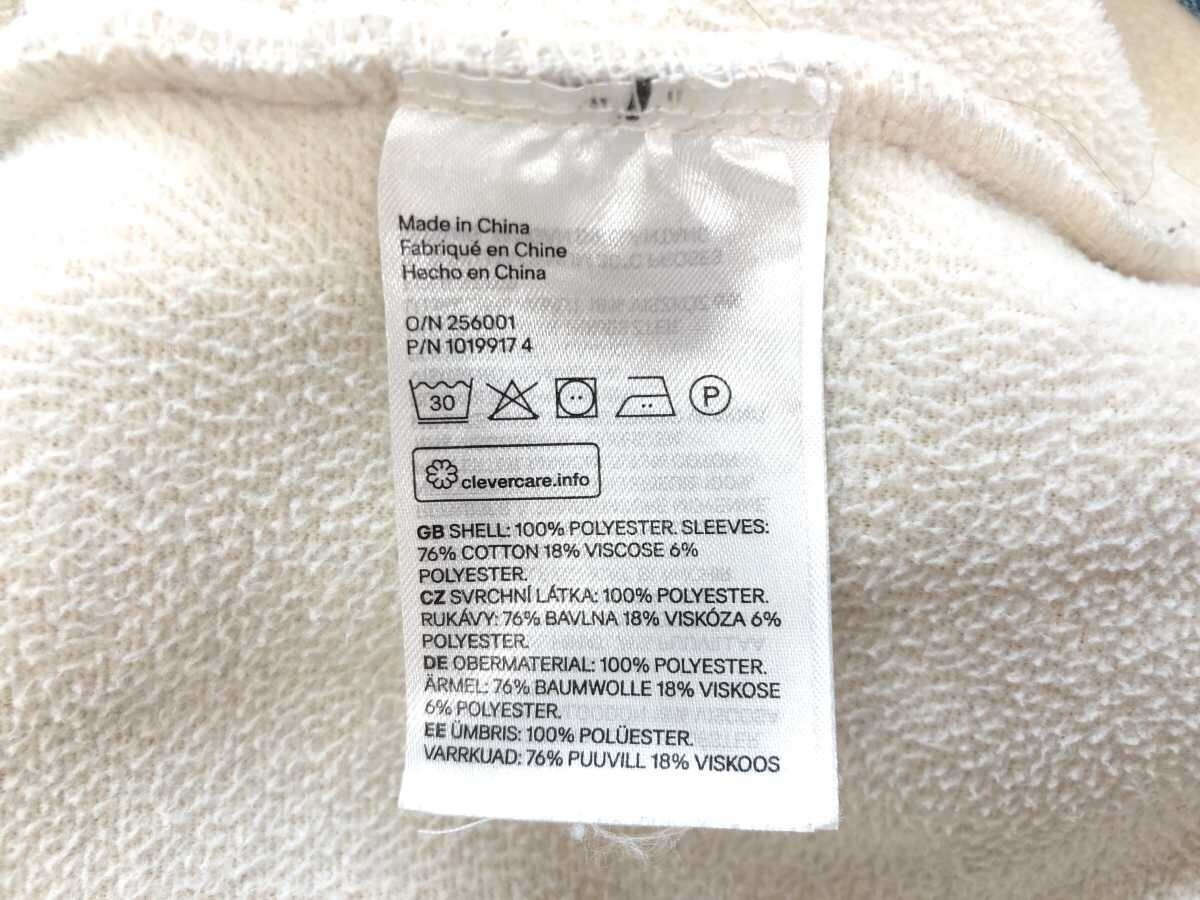 Made in China
Fabriqué en Chine
Hecho en China
O/N 256001
P/N 1019917 4
30
P
clevercare.info
GB SHELL: 100% POLYESTER. SLEEVES:
76% COTTON 18% VISCOSE 6%
POLYESTER.
CZ SVRCHNÍ LÁTKA: 100% POLYESTER.
RUKÁVY: 76% BAVLNA 18% VISKÓZA 6%
POLYESTER.
DE OBERMATERIAL: 100% POLYESTER.
ÄRMEL: 76% BAUMWOLLE 18% VISKOSE
6% POLYESTER.
EE ÜMBRIS: 100% POLÜESTER.
VARRKUAD: 76% PUUVILL 18% VISKOOS